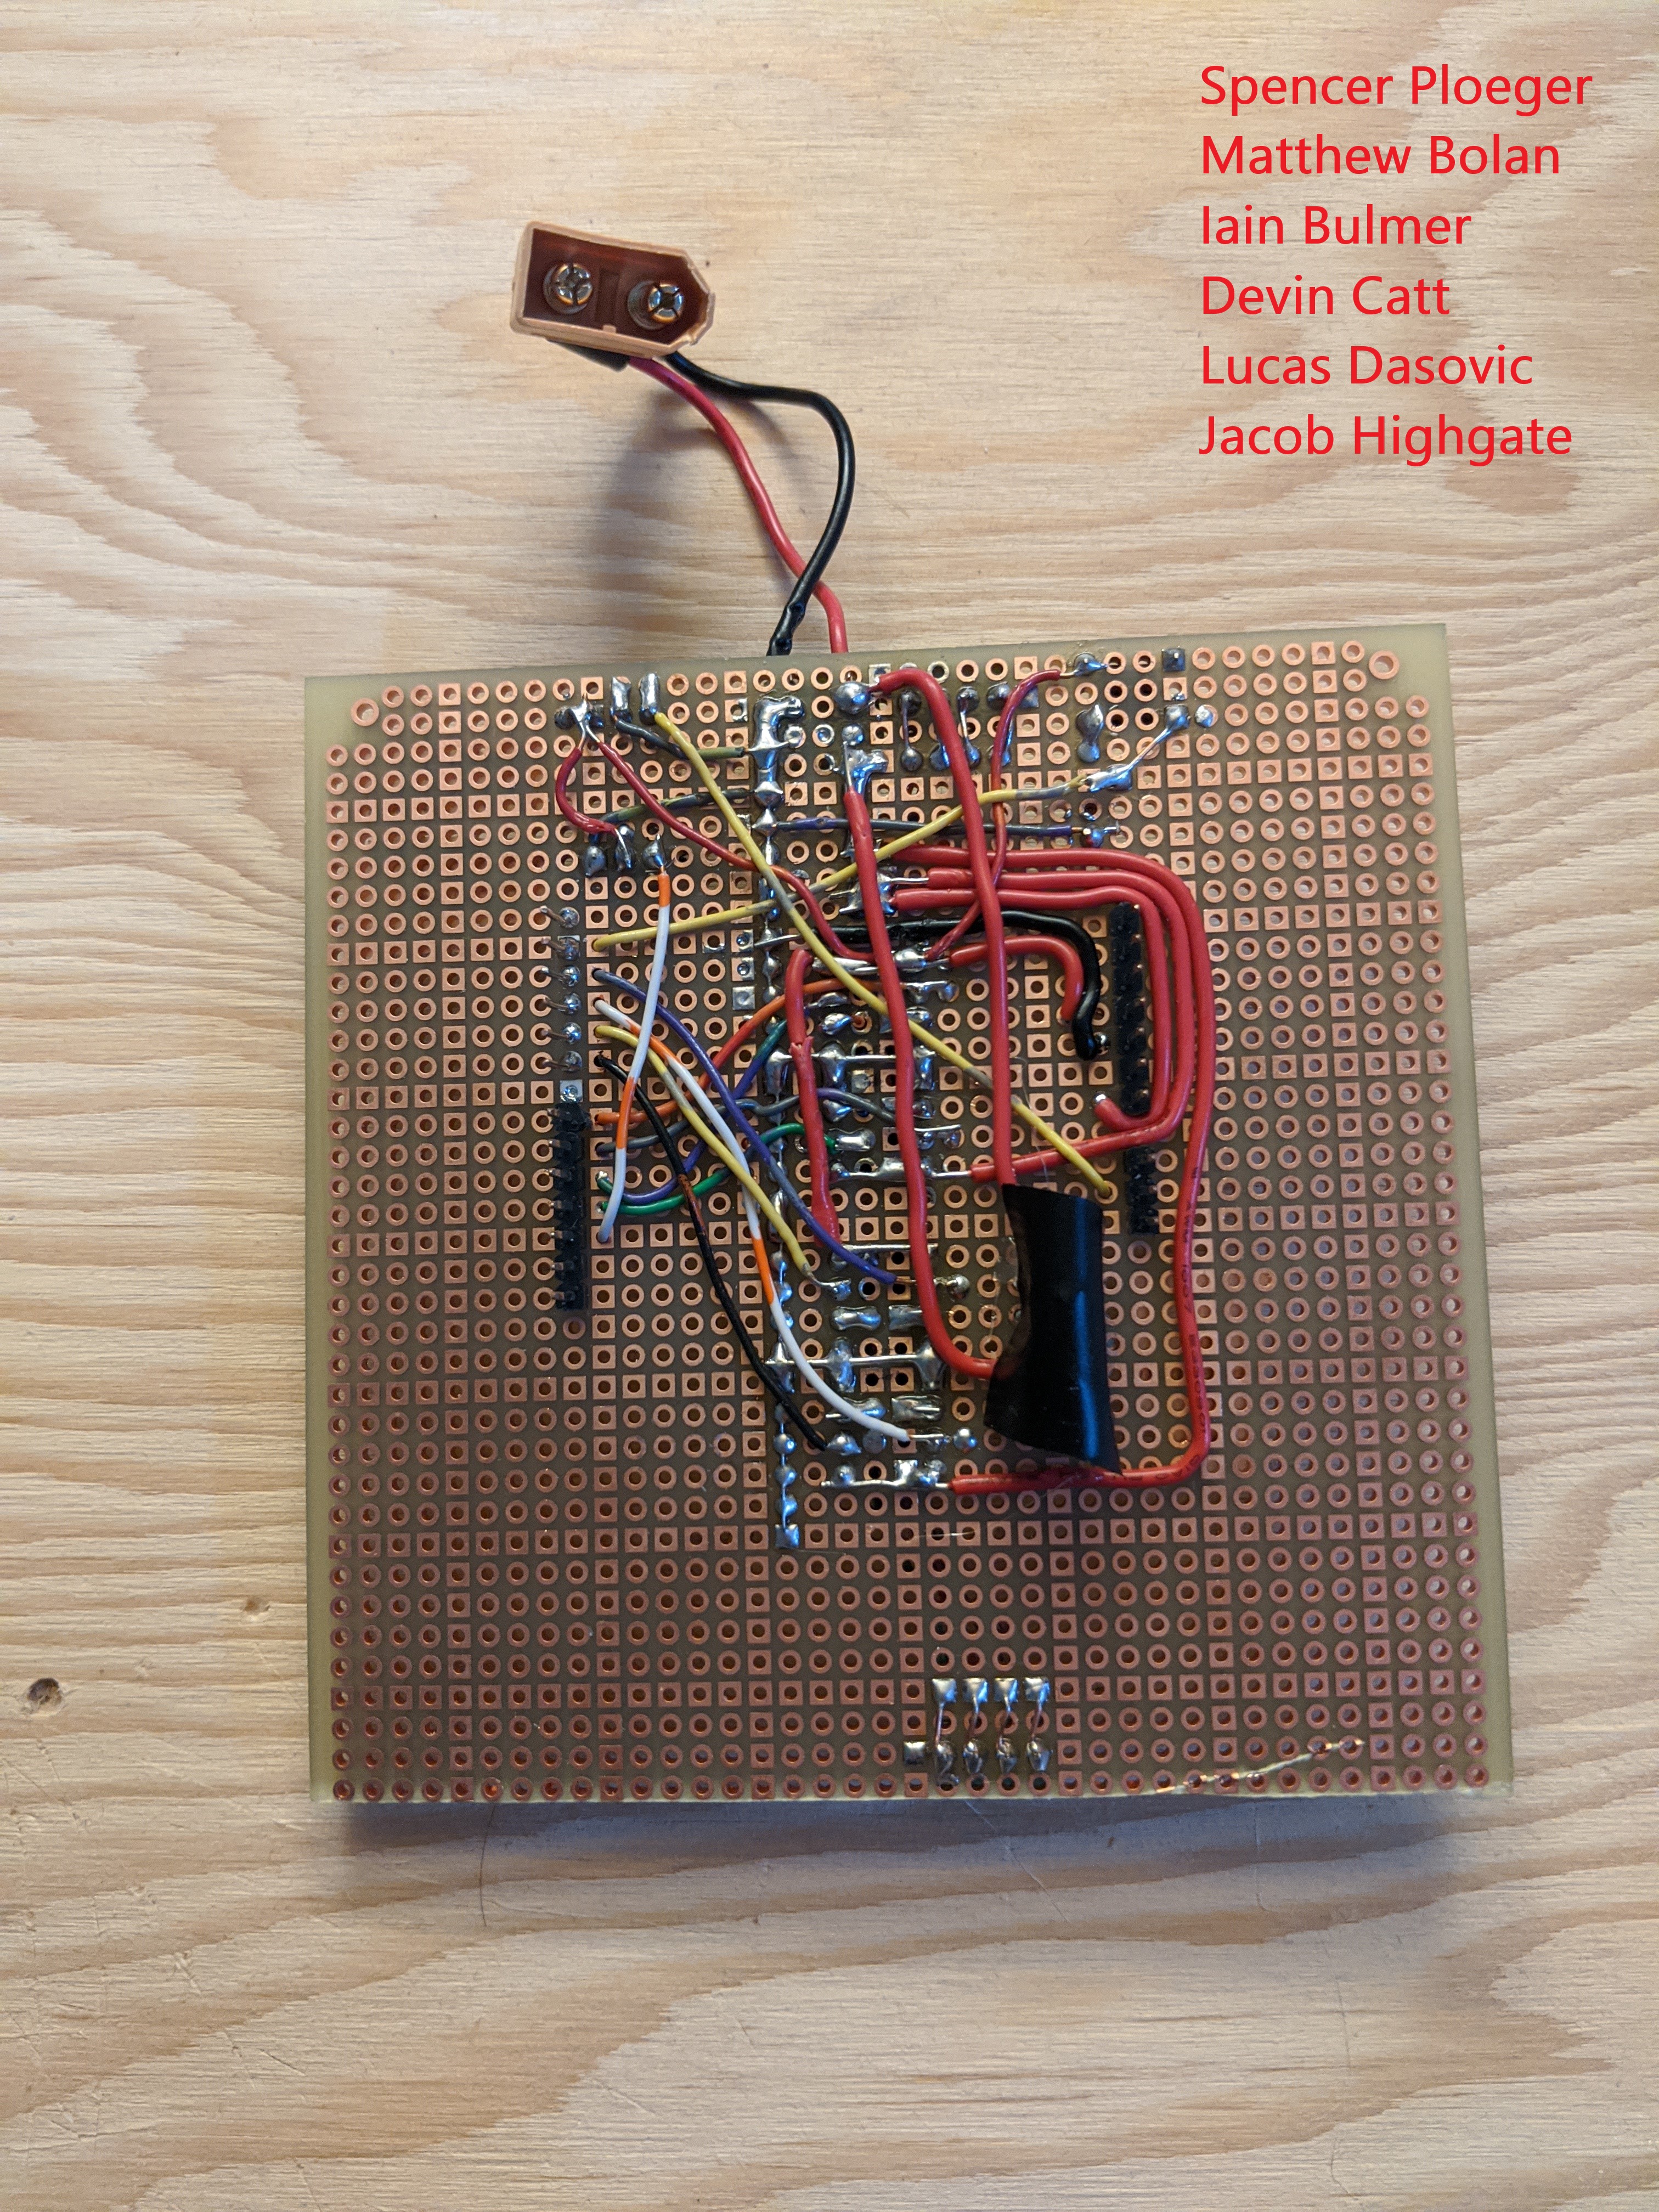 Spencer Ploeger
Matthew Bolan
Iain Bulmer
Devin Catt
Lucas Dasovic
Jacob Highgate